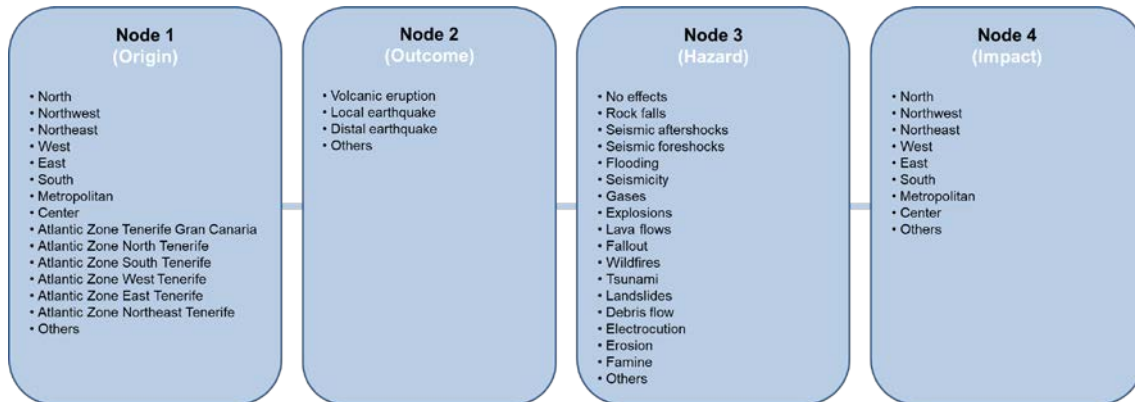 Node 1
(Origin)
• North
• Northwest
• Northeast
• West
• East
• South
• Metropolitan
• Center
• Atlantic Zone Tenerife Gran Canaria
• Atlantic Zone North Tenerife
• Atlantic Zone South Tenerife
• Atlantic Zone West Tenerife
• Atlantic Zone East Tenerife
• Atlantic Zone Northeast Tenerife
• Others
Node 2
(Outcome)
• Volcanic eruption
• Local earthquake
• Distal earthquake
• Others
Node 3
(Hazard)
• No effects
• Rock falls
• Seismic aftershocks
• Seismic foreshocks
• Flooding
• Seismicity
• Gases
• Explosions
• Lava flows
• Fallout
• Wildfires
• Tsunami
• Landslides
• Debris flow
• Electrocution
• Erosion
• Famine
• Others
Node 4
(Impact)
• North
• Northwest
• Northeast
• West
• East
• South
• Metropolitan
• Center
• Others